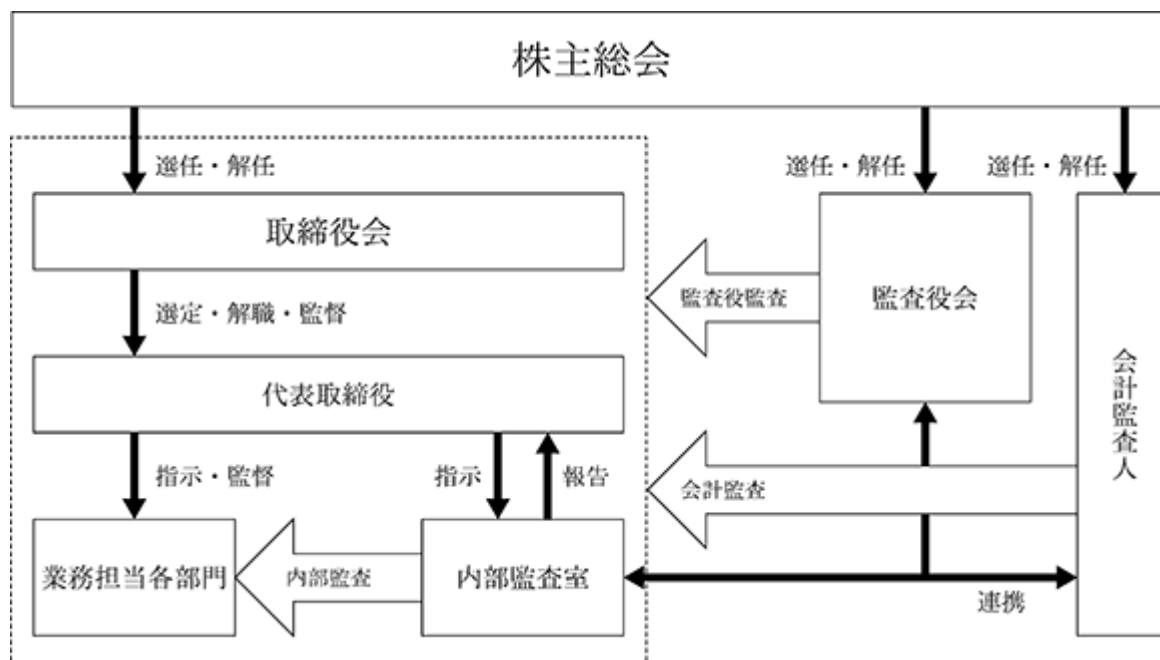 株主総会
選任・解任
選任・解任
選任・解任
取締役会
監査役会
監査役監査
選定・解職・監督
代表取締役
会計監査人
指示・監督
指示
報告
会計監査
業務担当各部門
内部監査
内部監査室
連携